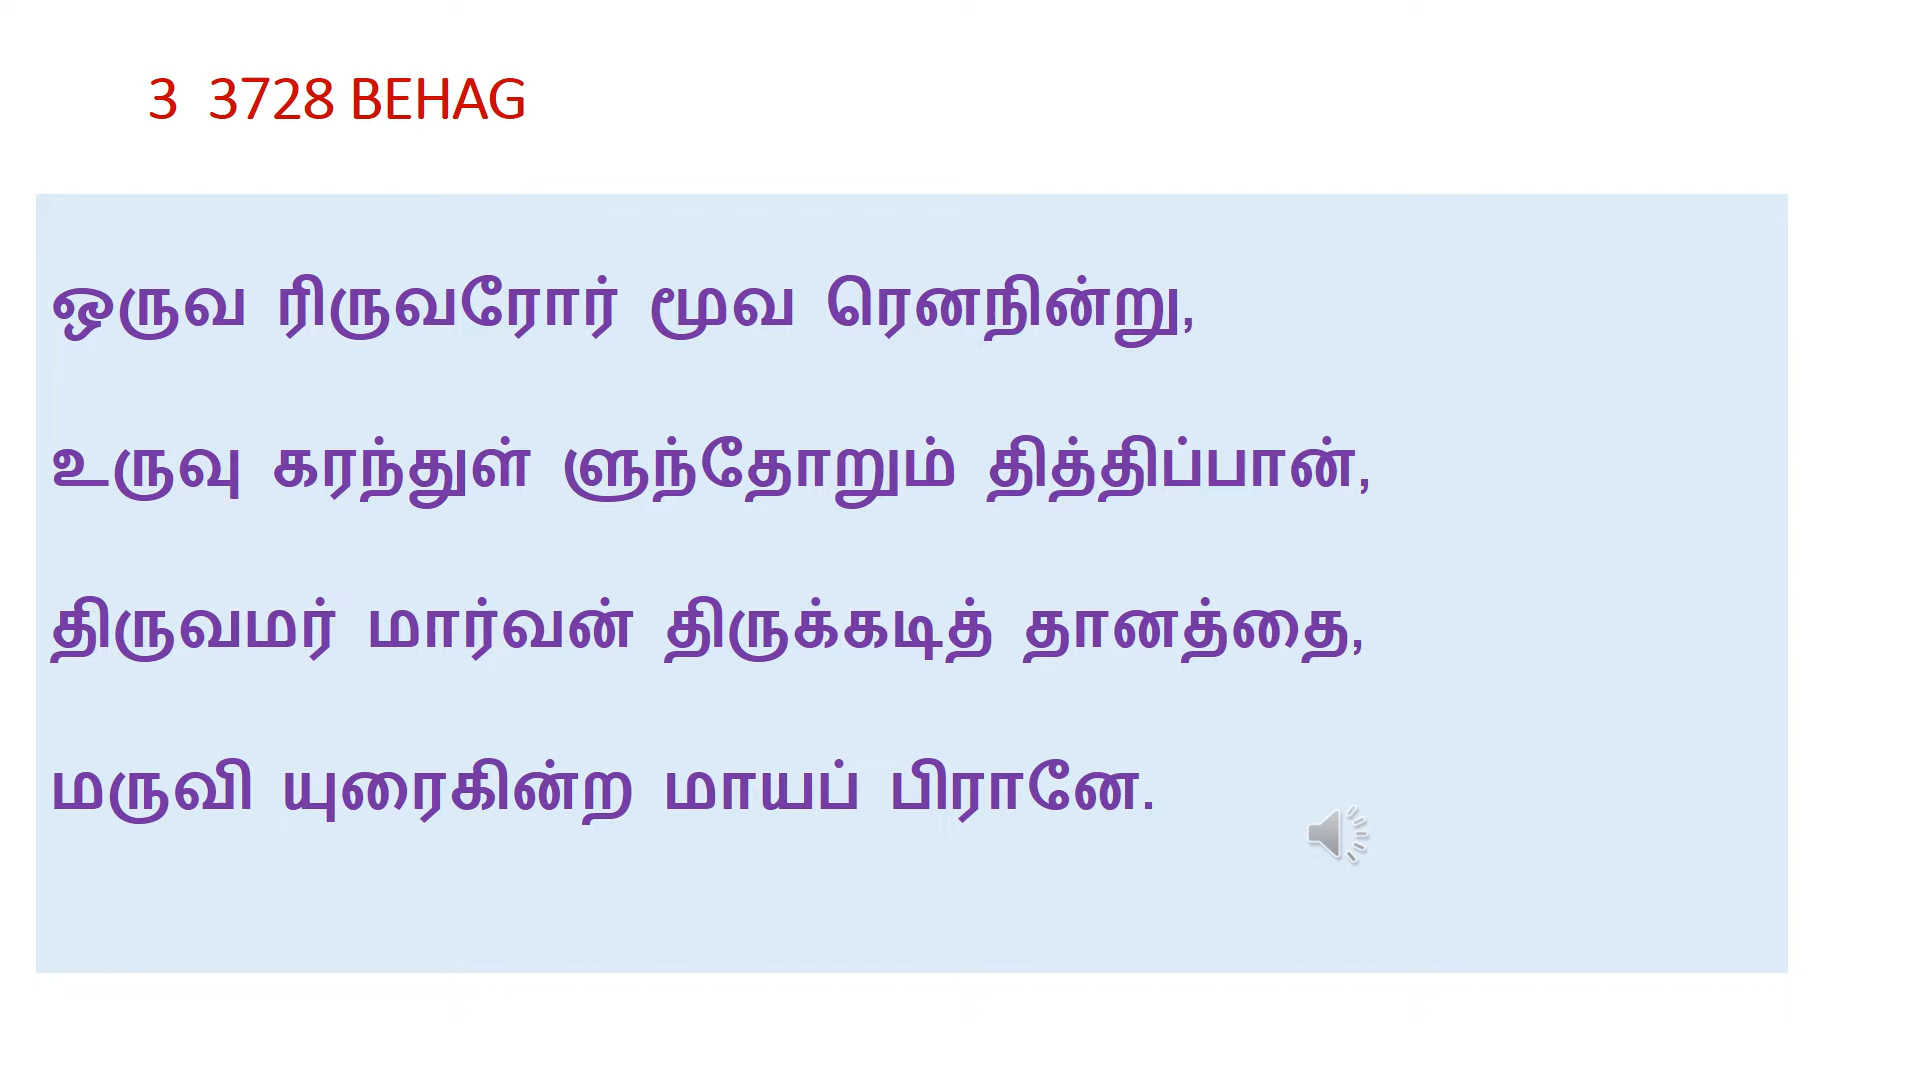 3  3728 BEHAG
ஒருவ ரிருவரோர் மூவ ரெனநின்று,
உருவு கரந்துள் ளுந்தோறும் தித்திப்பான்,
திருவமர் மார்வன் திருக்கடித் தானத்தை,
மருவி யுரைகின்ற மாயப் பிரானே.